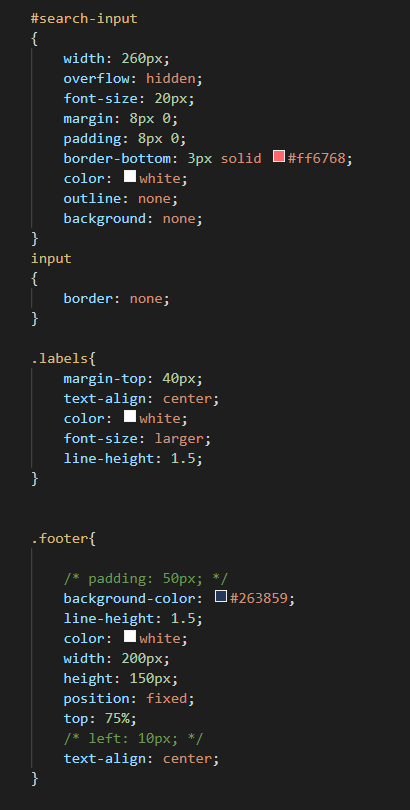 #search-input
{
width: 260px;
overflow: hidden;
font-size: 20px;
margin: 8px 0;
padding: 8px 0;
border-bottom: 3px solid #ff6768;
color: white;
outline: none;
background: none;
}
input
{
border: none;
}
.labels{
margin-top: 40px;
text-align: center;
color: white;
font-size: larger;
line-height: 1.5;
}
.footer{
/* padding: 50px; */
background-color: #263859;
line-height: 1.5;
color: white;
width: 200px;
height: 150px;
position: fixed;
top: 75%;
/* left: 10px; */
text-align: center;
}